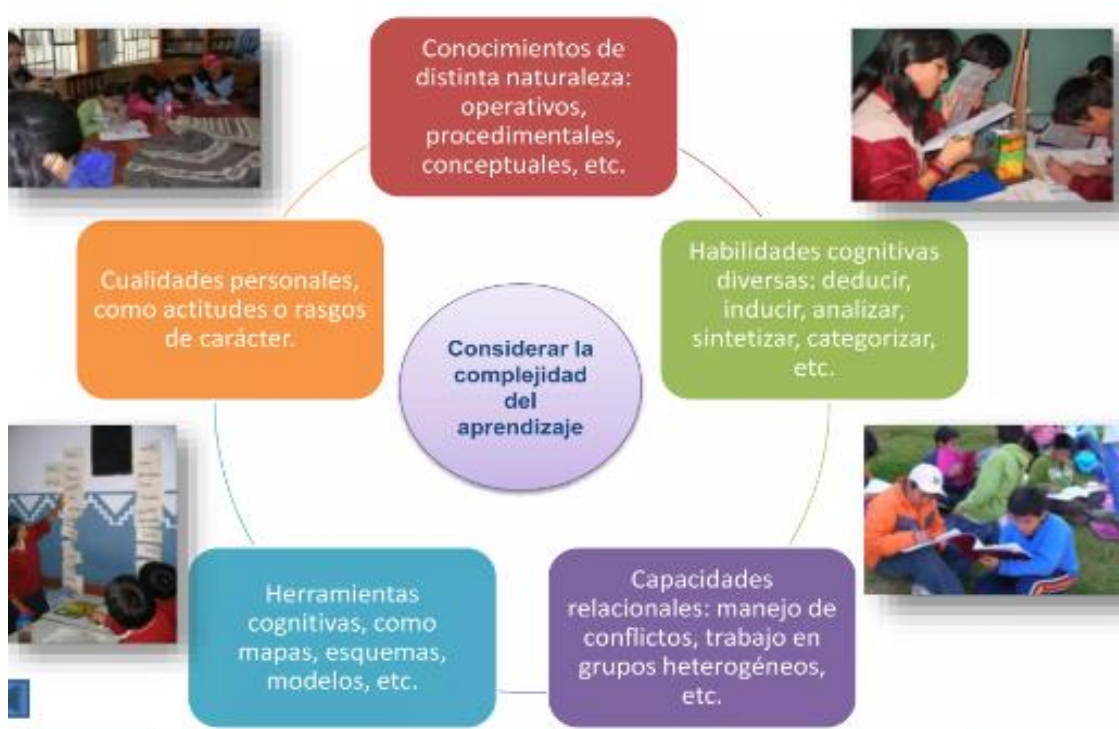 Conocimientos de
distinta naturaleza:
operativos,
procedimentales,
conceptuales, etc.
Habilidades cognitivas
diversas: deducir,
inducir, analizar,
sintetizar, categorizar,
etc.
Capacidades
relacionales: manejo de
conflictos, trabajo en
grupos heterogéneos,
etc.
Herramientas
cognitivas, como
mapas, esquemas,
modelos, etc.
Cualidades personales,
como actitudes o rasgos
de carácter.
Considerar la
complejidad
del
aprendizaje